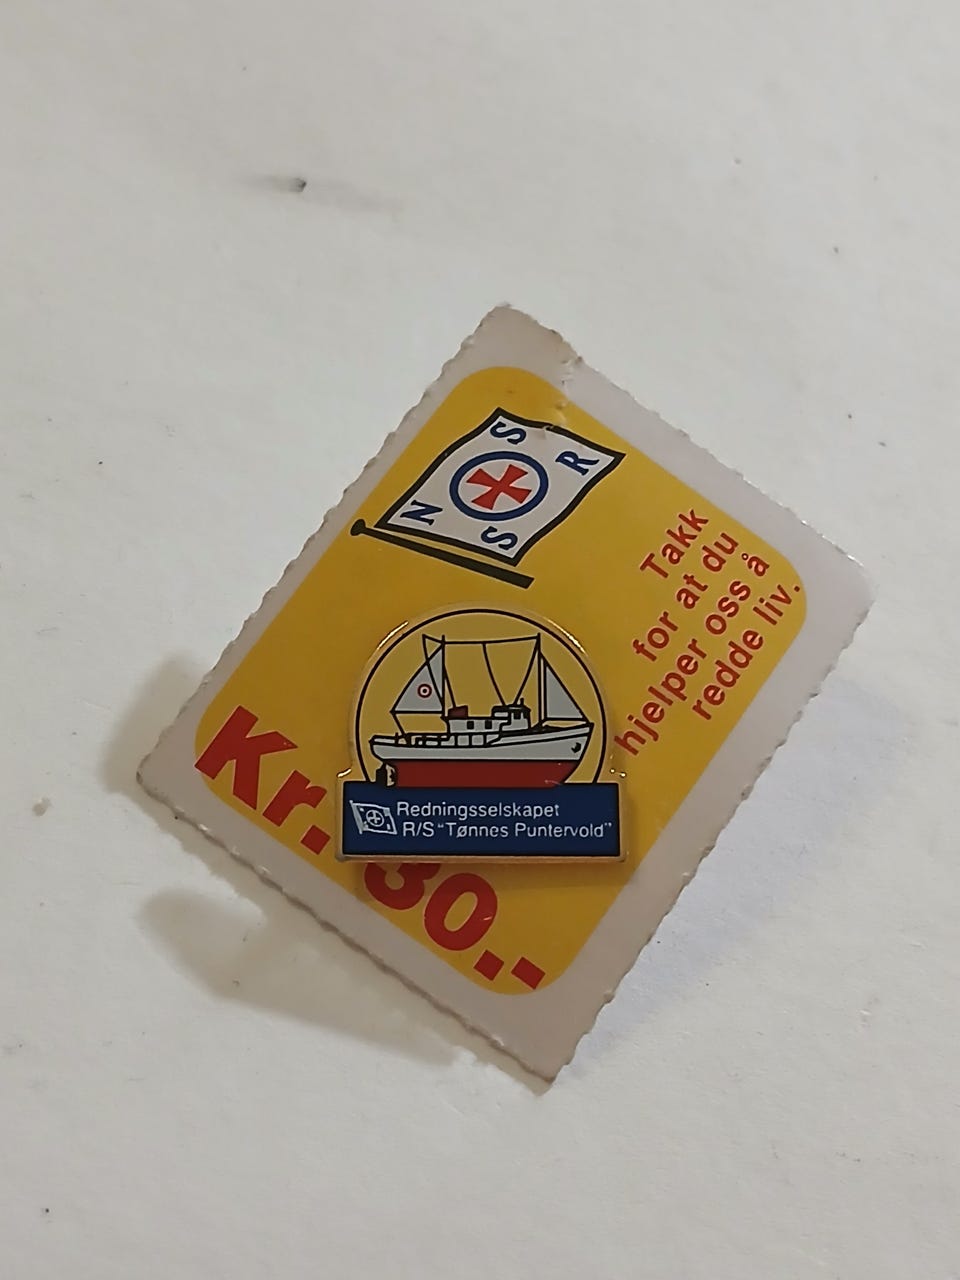 N S S R
Takk
for at du
hjelper oss å
redde liv.
Redningsselskapet
R/S "Tønnes Puntervold"
Kr. 30.-